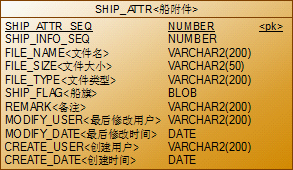 SHIP_ATTR<船附件>
SHIP_ATTR_SEQ NUMBER <pk>
SHIP_INFO_SEQ NUMBER
FILE_NAME<文件名> VARCHAR2(200)
FILE_SIZE<文件大小> VARCHAR2(50)
FILE_TYPE<文件类型> VARCHAR2(200)
SHIP_FLAG<船旗> BLOB
REMARK<备注> VARCHAR2(200)
MODIFY_USER<最后修改用户> VARCHAR2(200)
MODIFY_DATE<最后修改时间> DATE
CREATE_USER<创建用户> VARCHAR2(200)
CREATE_DATE<创建时间> DATE